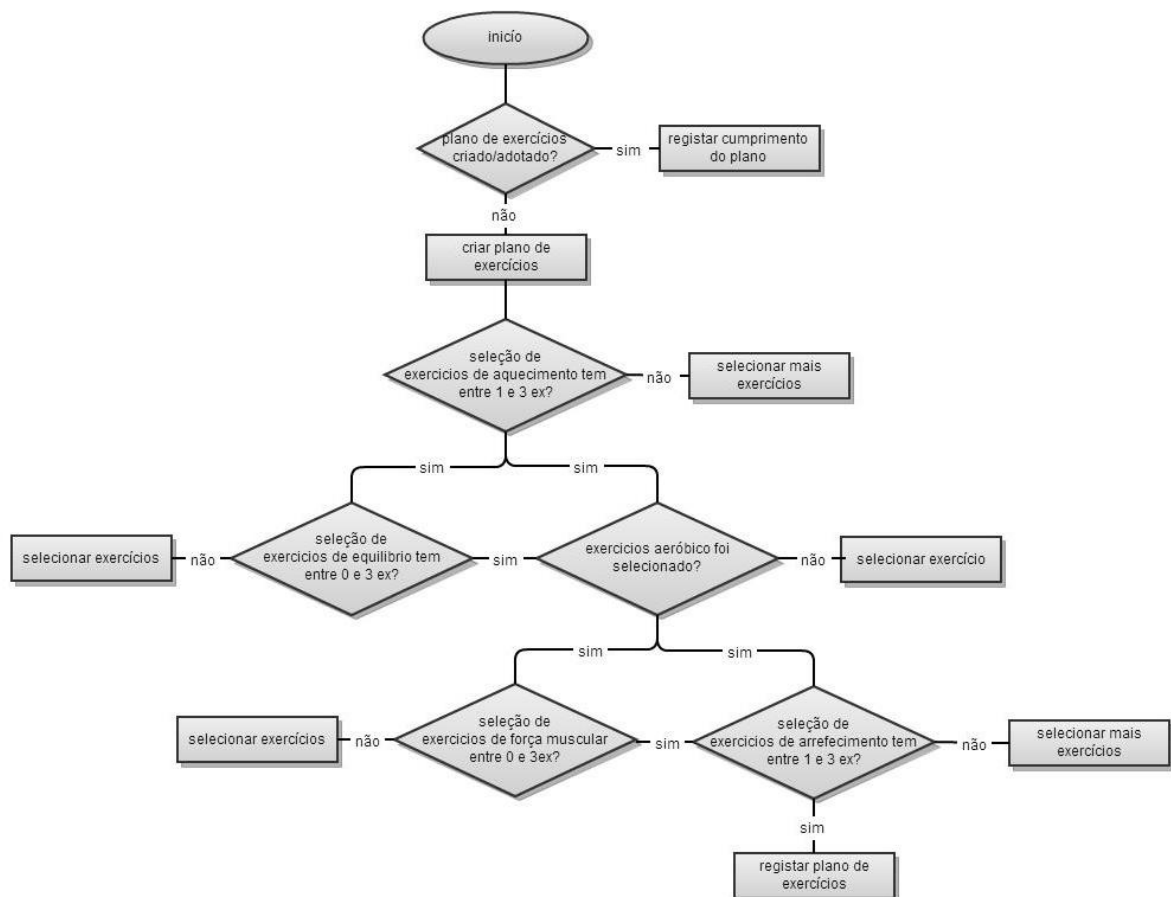 inicío
plano de exercícios
criado/adotado?
sim
registar cumprimento
do plano
não
criar plano de
exercícios
seleção de
exercicios de aquecimento tem
entre 1 e 3 ex?
não
selecionar mais
exercícios
sim
sim
selecionar exercícios
não
seleção de
exercicios de equilibrio tem
entre 0 e 3 ex?
sim
exercicios aeróbico foi
selecionado?
não
selecionar exercício
sim
sim
selecionar exercícios
não
seleção de
exercicios de força muscular
entre 0 e 3ex?
sim
seleção de
exercicios de arrefecimento tem
entre 1 e 3 ex?
não
selecionar mais
exercícios
sim
registar plano de
exercícios